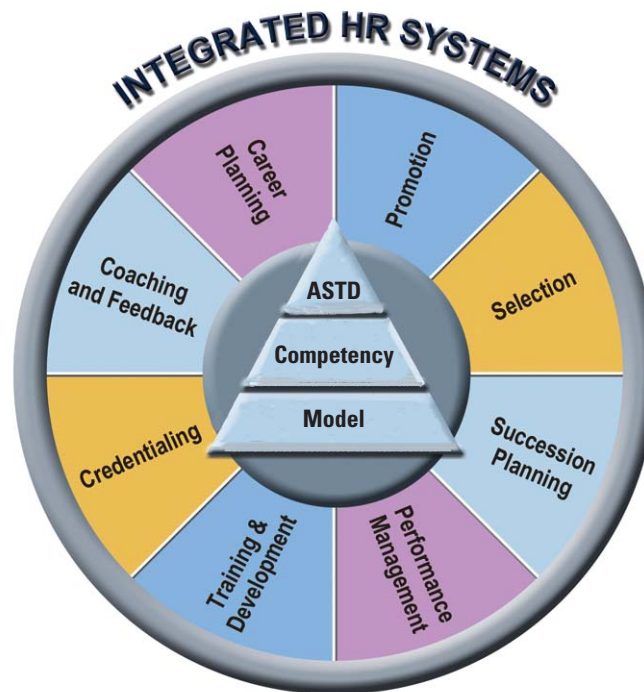 INTEGRATED HR SYSTEMS
Promotion
Selection
Succession
Planning
Performance
Management
Training &
Development
Credentialing
Coaching
and Feedback
Career
Planning
ASTD
Competency
Model